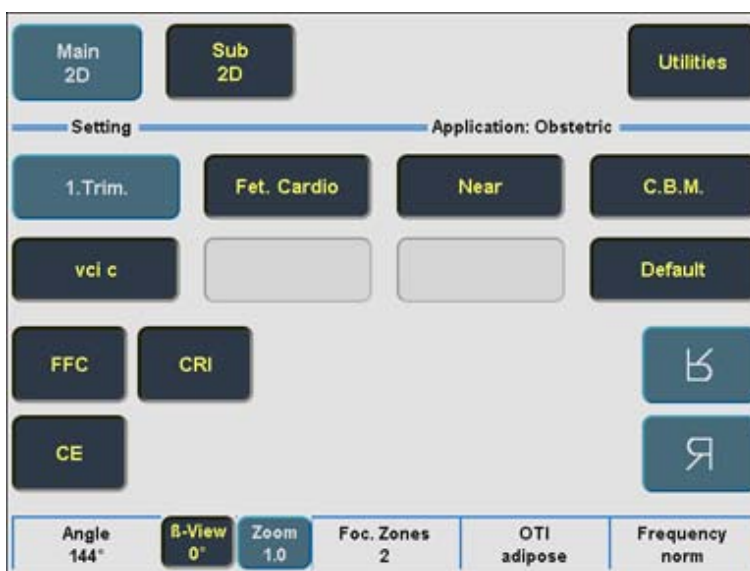 Main
2D
Sub
2D
Utilities
Setting
Application: Obstetric
1.Trim.
Fet. Cardio
Near
C.B.M.
vci c
Default
FFC
CRI
R
CE
R
Angle
144°
ß-View
0°
Zoom
1.0
Foc. Zones
2
OTI
adipose
Frequency
norm